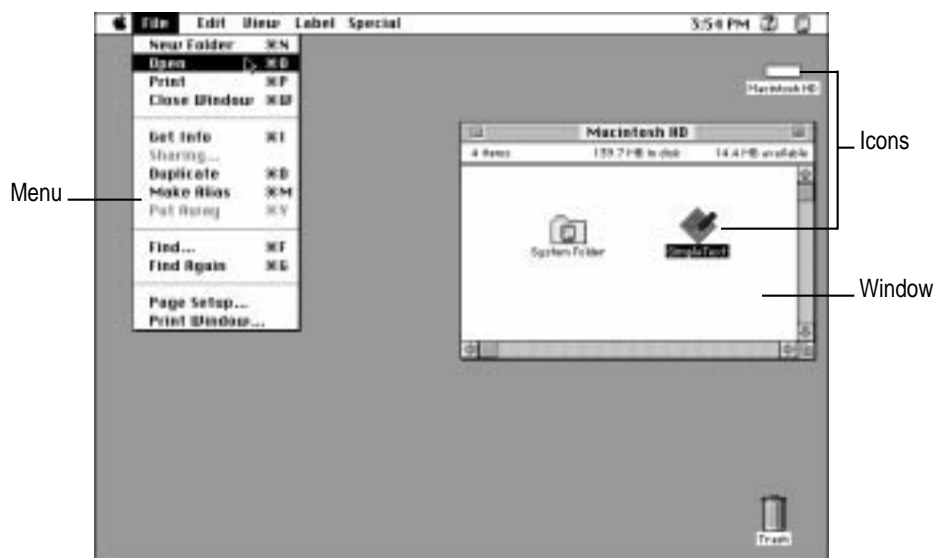 File Edit View Label Special 3:54 PM
New Folder ⌘N
Open ⌘O
Print ⌘P
Close Window ⌘W
Get Info ⌘I
Sharing...
Duplicate ⌘D
Make Alias ⌘M
Put Away ⌘Y
Find... ⌘F
Find Again ⌘G
Page Setup...
Print Window...
Menu
Macintosh HD
Icons
Macintosh HD
4 items 139.7 MB in disk 14.4 MB available
System Folder
SimpleText
Window
Trash